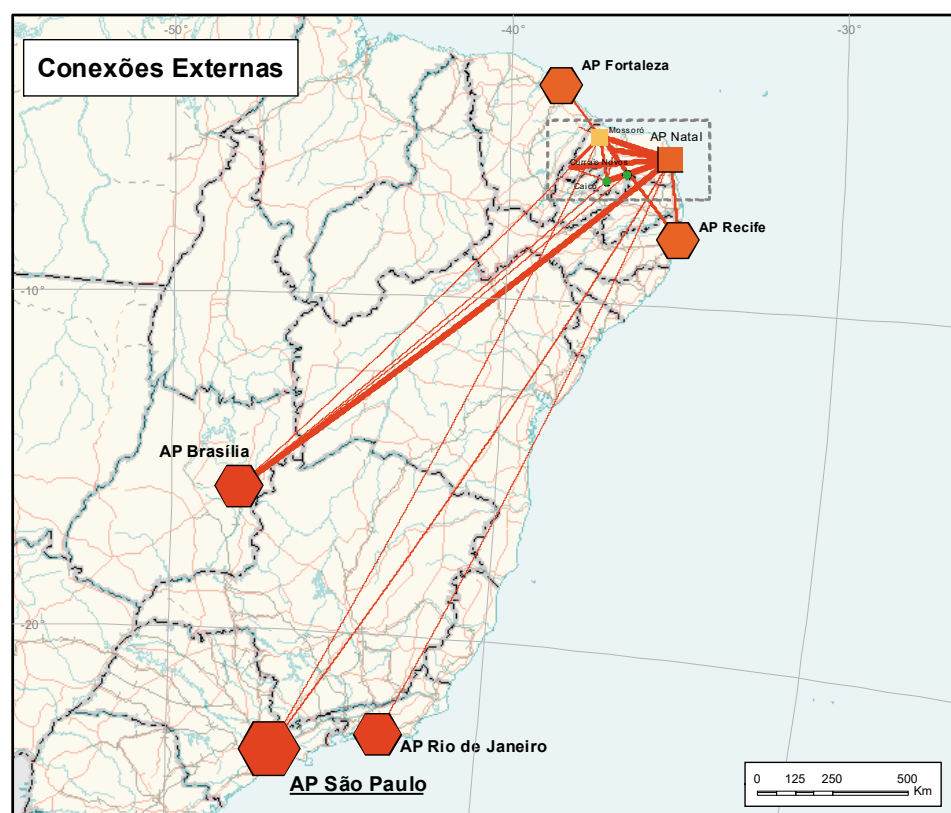 -50°
-40°
-30°
Conexões Externas
AP Fortaleza
Mossoró
AP Natal
Currais Novos
Caicó
AP Recife
-10°
AP Brasília
-20°
AP Rio de Janeiro
AP São Paulo
0 125 250 500
Km